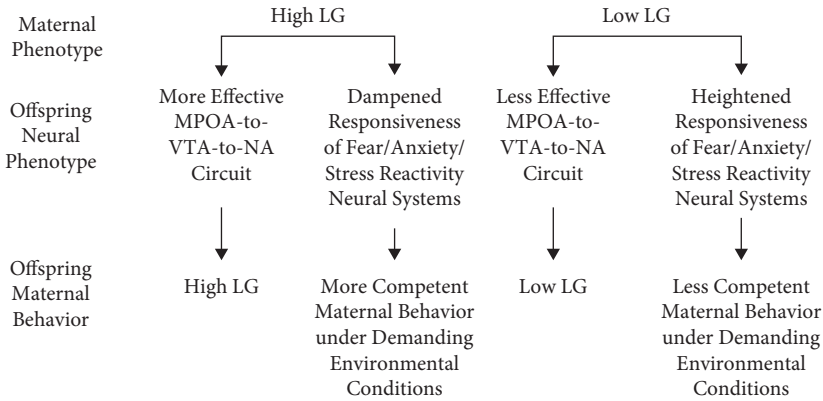 Maternal
Phenotype
High LG
Low LG
Offspring
Neural
Phenotype
More Effective
MPOA-to-
VTA-to-NA
Circuit
Dampened
Responsiveness
of Fear/Anxiety/
Stress Reactivity
Neural Systems
Less Effective
MPOA-to-
VTA-to-NA
Circuit
Heightened
Responsiveness
of Fear/Anxiety/
Stress Reactivity
Neural Systems
Offspring
Maternal
Behavior
High LG
More Competent
Maternal Behavior
under Demanding
Environmental
Conditions
Low LG
Less Competent
Maternal Behavior
under Demanding
Environmental
Conditions